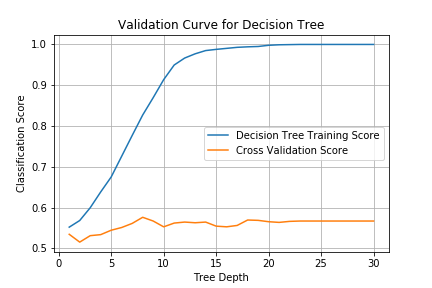 Validation Curve for Decision Tree
Classification Score
1.0
0.9
0.8
0.7
0.6
0.5
Decision Tree Training Score
Cross Validation Score
0 5 10 15 20 25 30
Tree Depth